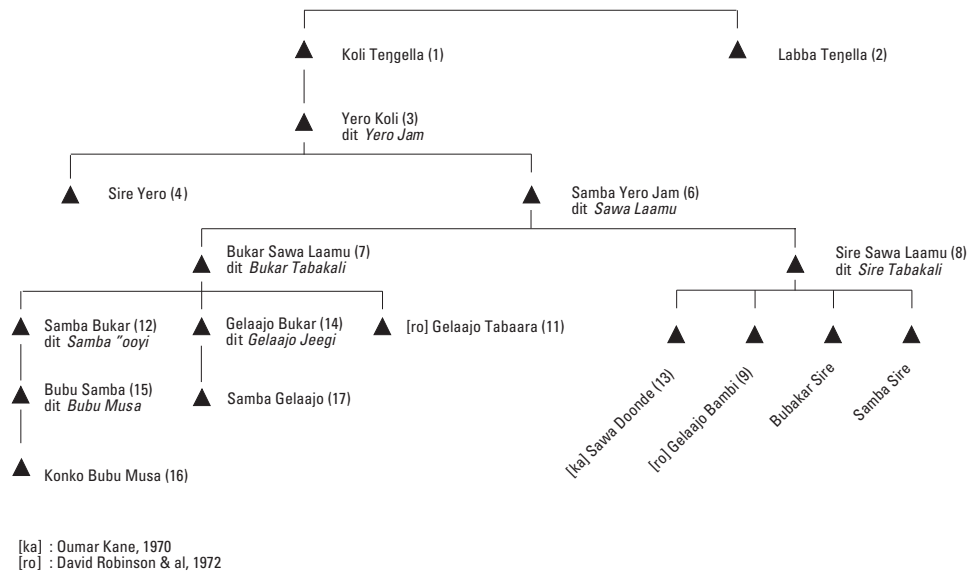 Koli Teŋgella (1)
Labba Teŋella (2)
Yero Koli (3)
dit Yero Jam
Sire Yero (4)
Samba Yero Jam (6)
dit Sawa Laamu
Bukar Sawa Laamu (7)
dit Bukar Tabakali
Sire Sawa Laamu (8)
dit Sire Tabakali
Samba Bukar (12)
dit Samba ”ooyi
Gelaajo Bukar (14)
dit Gelaajo Jeegi
[ro] Gelaajo Tabaara (11)
Bubu Samba (15)
dit Bubu Musa
Samba Gelaajo (17)
[ka] Sawa Doonde (13)
[ro] Gelaajo Bambi (9)
Bubakar Sire
Samba Sire
Konko Bubu Musa (16)
[ka] : Oumar Kane, 1970
[ro] : David Robinson & al, 1972